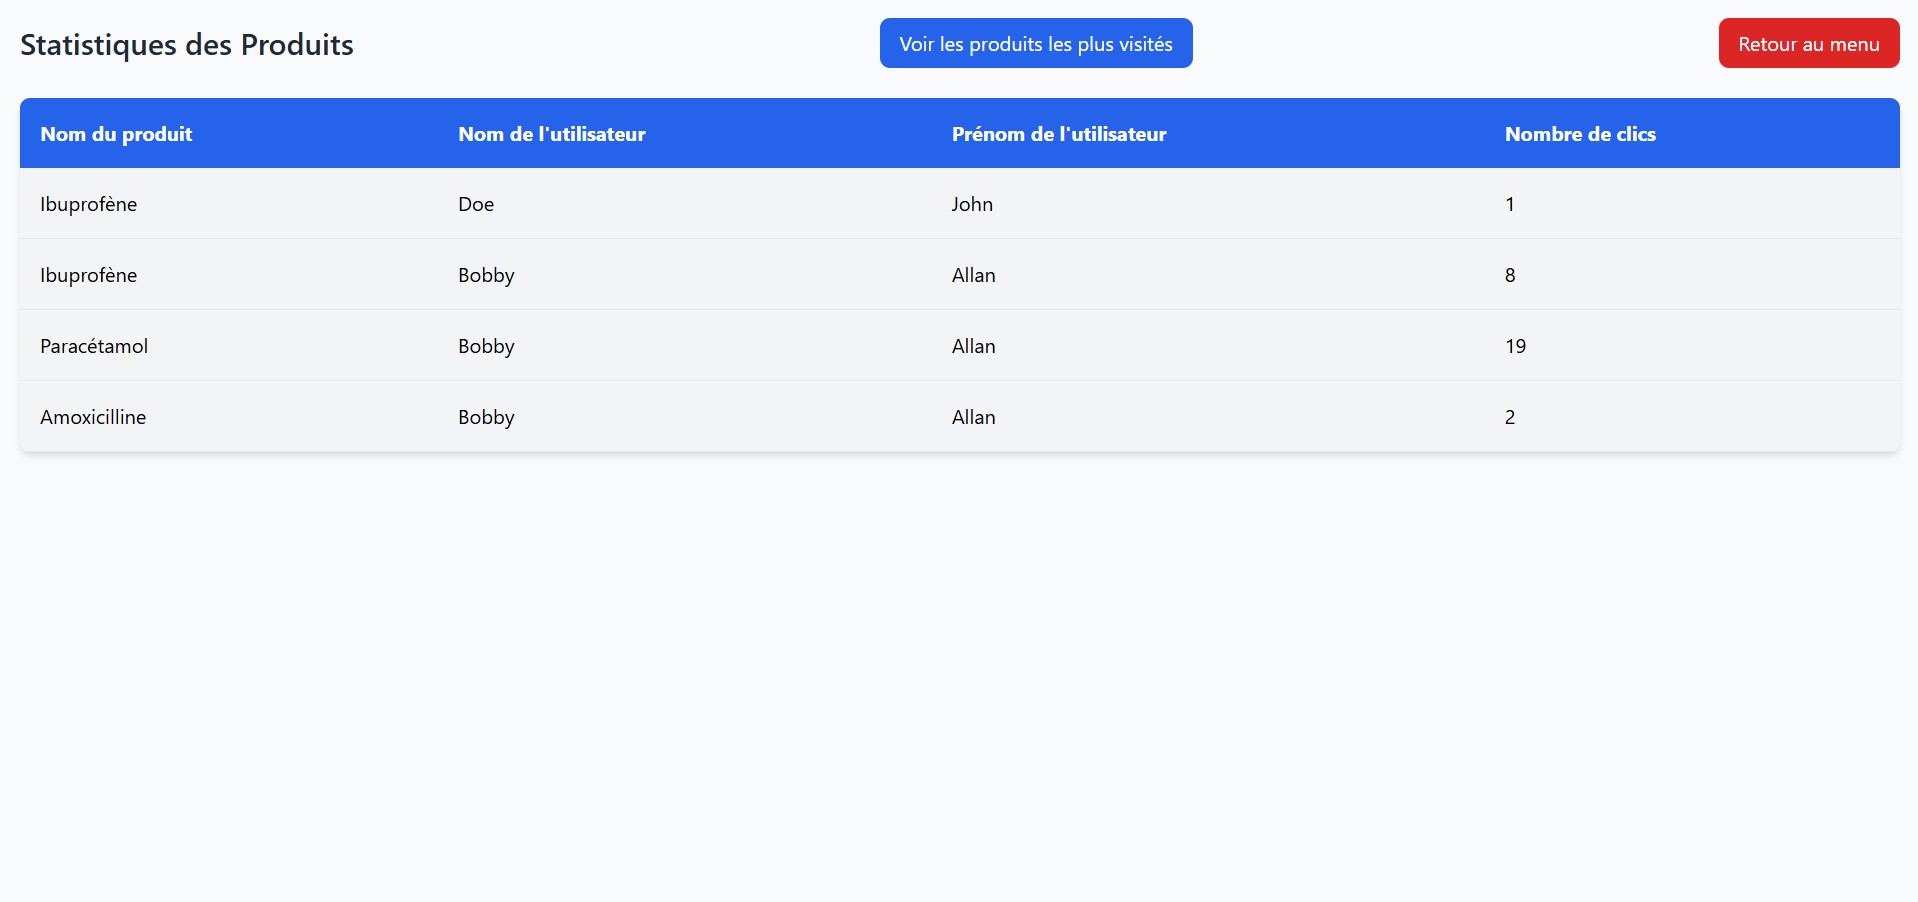 Statistiques des Produits
Voir les produits les plus visités
Retour au menu
Nom du produit Nom de l'utilisateur Prénom de l'utilisateur Nombre de clics
Ibuprofène Doe John 1
Ibuprofène Bobby Allan 8
Paracétamol Bobby Allan 19
Amoxicilline Bobby Allan 2